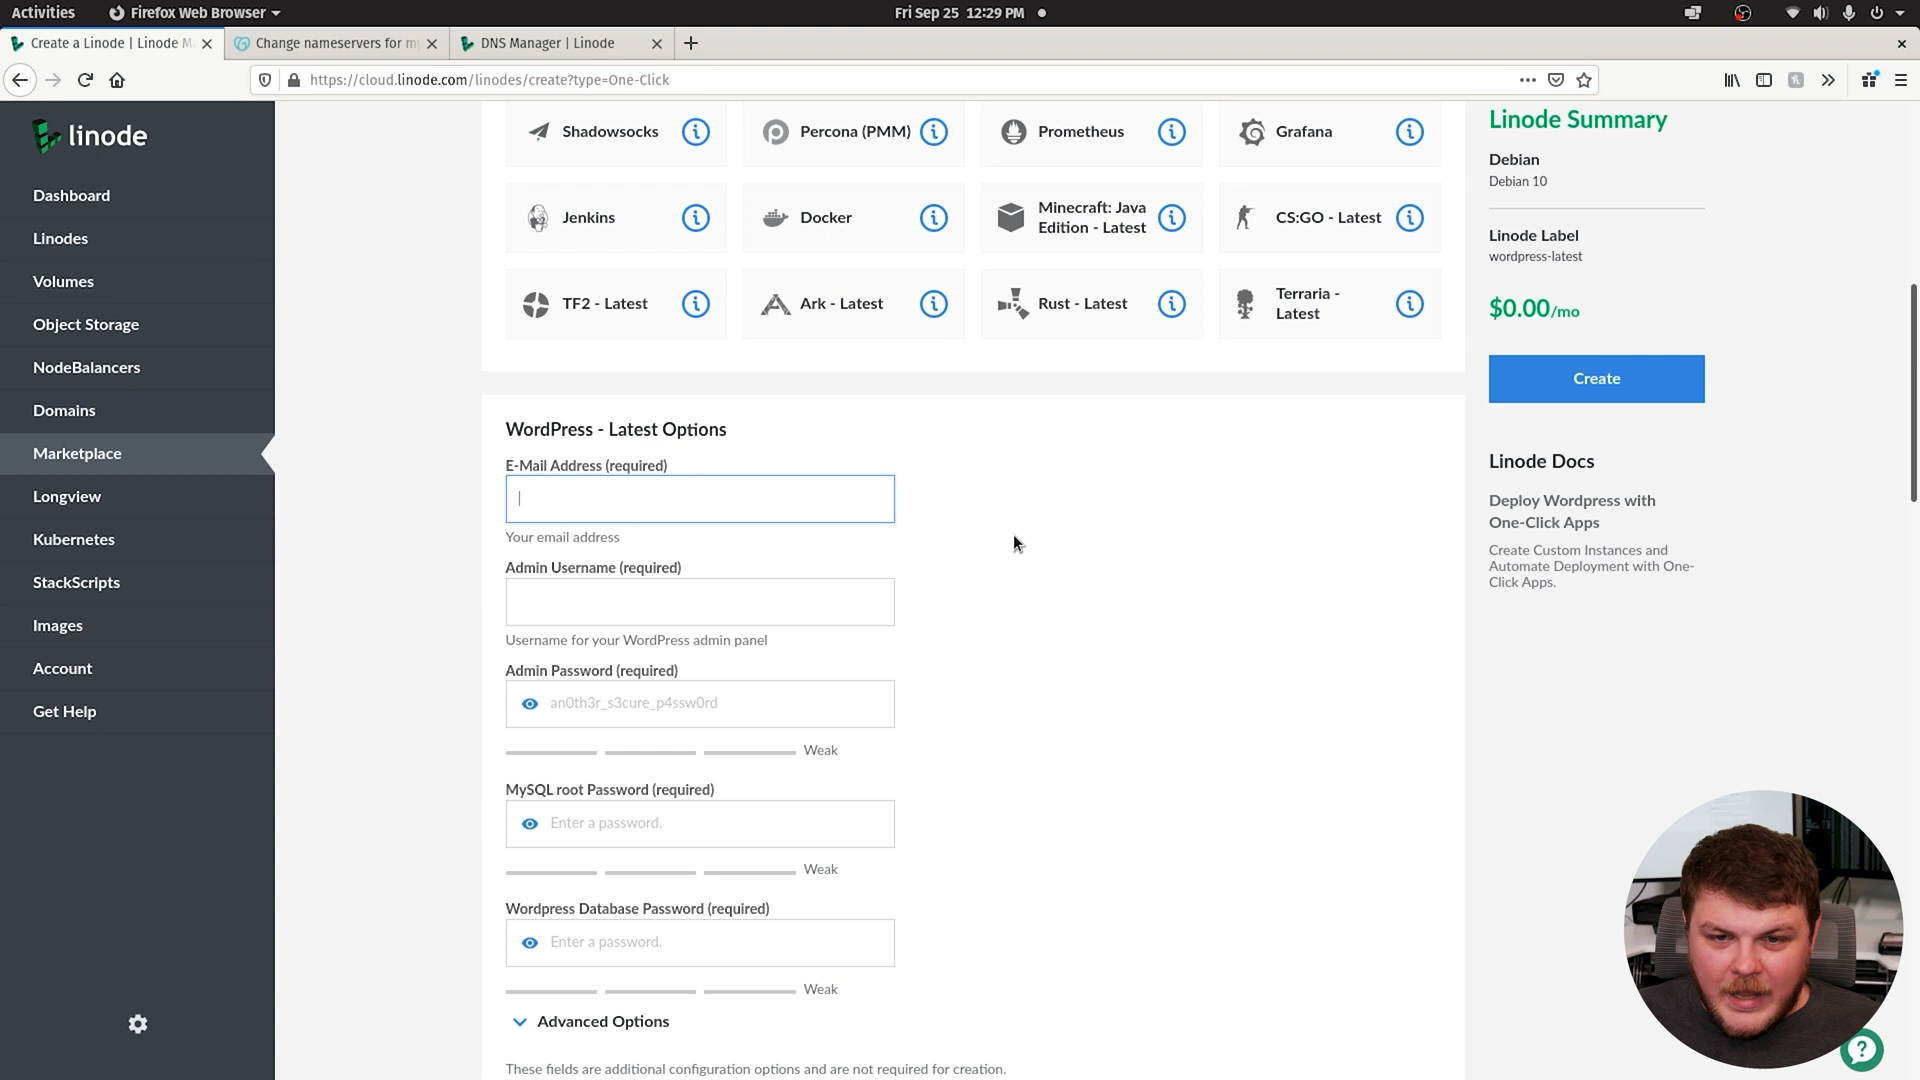 Activities
Firefox Web Browser
Fri Sep 25 12:29 PM
Create a Linode | Linode M
Change nameservers for my
DNS Manager | Linode
https://cloud.linode.com/linodes/create?type=One-Click
linode
Dashboard
Linodes
Volumes
Object Storage
NodeBalancers
Domains
Marketplace
Longview
Kubernetes
StackScripts
Images
Account
Get Help
Shadowsocks
Percona (PMM)
Prometheus
Grafana
Jenkins
Docker
Minecraft: Java
Edition - Latest
CS:GO - Latest
TF2 - Latest
Ark - Latest
Rust - Latest
Terraria -
Latest
WordPress - Latest Options
E-Mail Address (required)
Your email address
Admin Username (required)
Username for your WordPress admin panel
Admin Password (required)
an0th3r_s3cure_p4ssw0rd
Weak
MySQL root Password (required)
Enter a password.
Weak
Wordpress Database Password (required)
Enter a password.
Weak
Advanced Options
These fields are additional configuration options and are not required for creation.
Linode Summary
Debian
Debian 10
Linode Label
wordpress-latest
$0.00/mo
Create
Linode Docs
Deploy Wordpress with
One-Click Apps
Create Custom Instances and
Automate Deployment with One-
Click Apps.